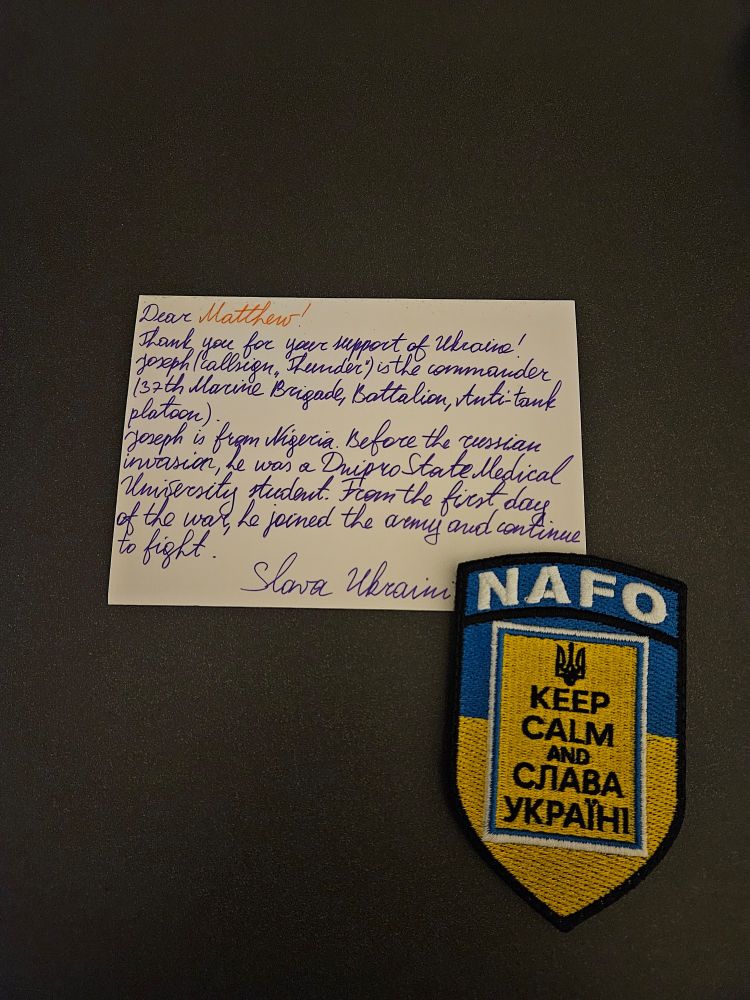 Dear Matthew!
Thank you for your support of Ukraine!
Joseph (callsign „Thunder") is the commander
(37th Marine Brigade, Battalion, Anti-tank
platoon).
Joseph is from Nigeria. Before the russian
invasion, he was a Dnipro State Medical
University student. From the first day
of the war, he joined the army and continue
to fight.
Slava Ukraini
NAFO
KEEP
CALM
AND
СЛАВА
УКРАЇНІ